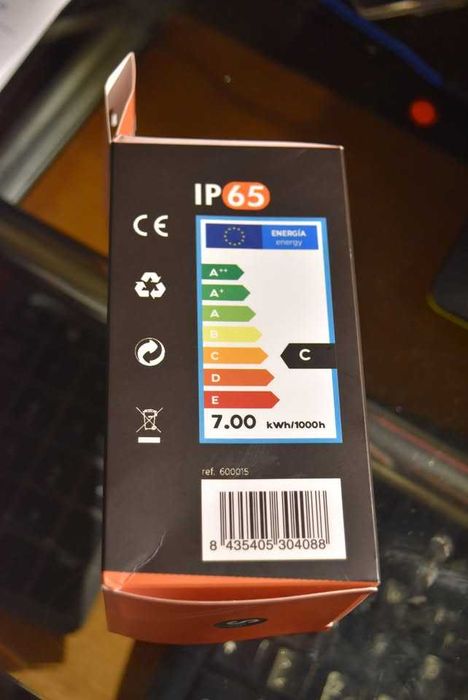 IP65
CE
ENERGÍA
energy
A++
A+
A
B
C
C
D
E
7.00 kWh/1000h
ref: 600015
8 435405 304088